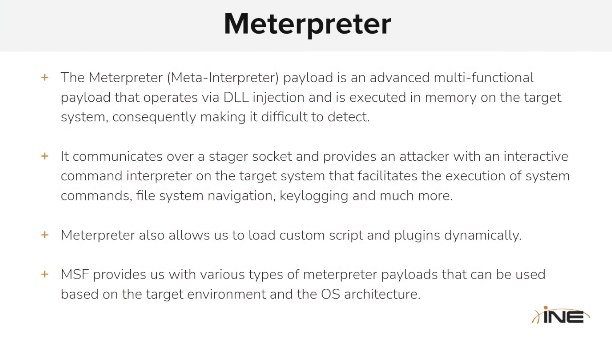 Meterpreter
+ The Meterpreter (Meta-Interpreter) payload is an advanced multi-functional
payload that operates via DLL injection and is executed in memory on the target
system, consequently making it difficult to detect.
+ It communicates over a stager socket and provides an attacker with an interactive
command interpreter on the target system that facilitates the execution of system
commands, file system navigation, keylogging and much more.
+ Meterpreter also allows us to load custom script and plugins dynamically.
+ MSF provides us with various types of meterpreter payloads that can be used
based on the target environment and the OS architecture.
INE